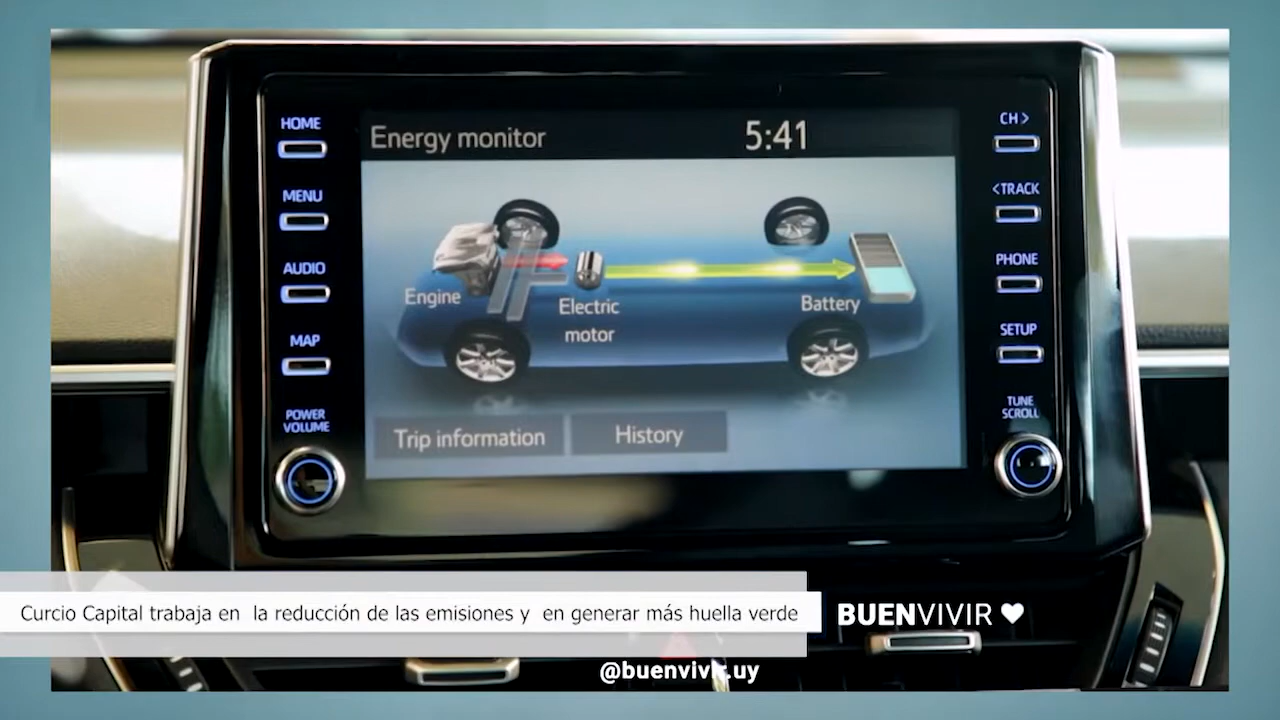 HOME
MENU
AUDIO
MAP
POWER
VOLUME
Energy monitor 5:41
Engine
Electric
motor
Battery
Trip information
History
CH >
< TRACK
PHONE
SETUP
TUNE
SCROLL
Curcio Capital trabaja en la reducción de las emisiones y en generar más huella verde
BUENVIVIR
@buenvivir.uy